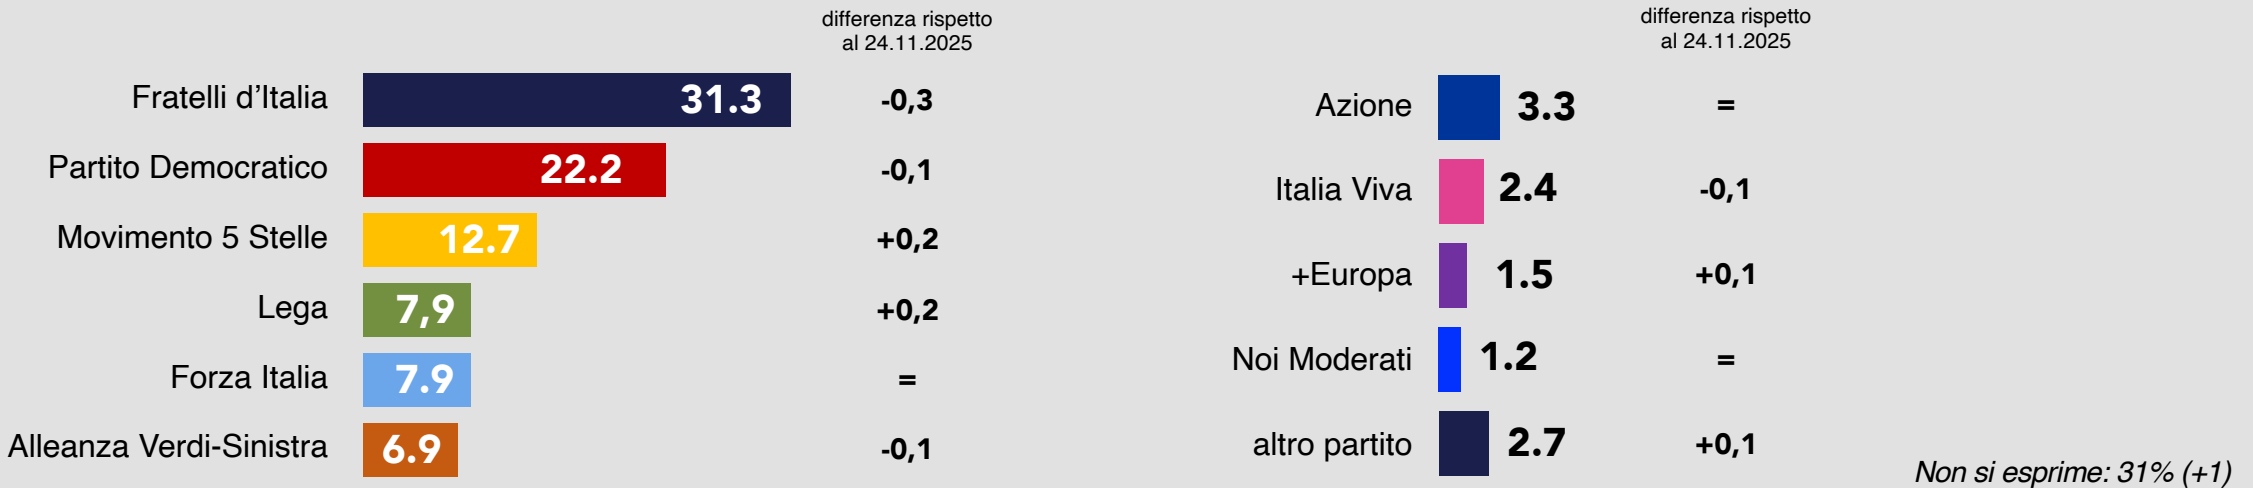 differenza rispetto
al 24.11.2025
Fratelli d’Italia 31.3 -0,3
Partito Democratico 22.2 -0,1
Movimento 5 Stelle 12.7 +0,2
Lega 7,9 +0,2
Forza Italia 7.9 =
Alleanza Verdi-Sinistra 6.9 -0,1
differenza rispetto
al 24.11.2025
Azione 3.3 =
Italia Viva 2.4 -0,1
+Europa 1.5 +0,1
Noi Moderati 1.2 =
altro partito 2.7 +0,1
Non si esprime: 31% (+1)